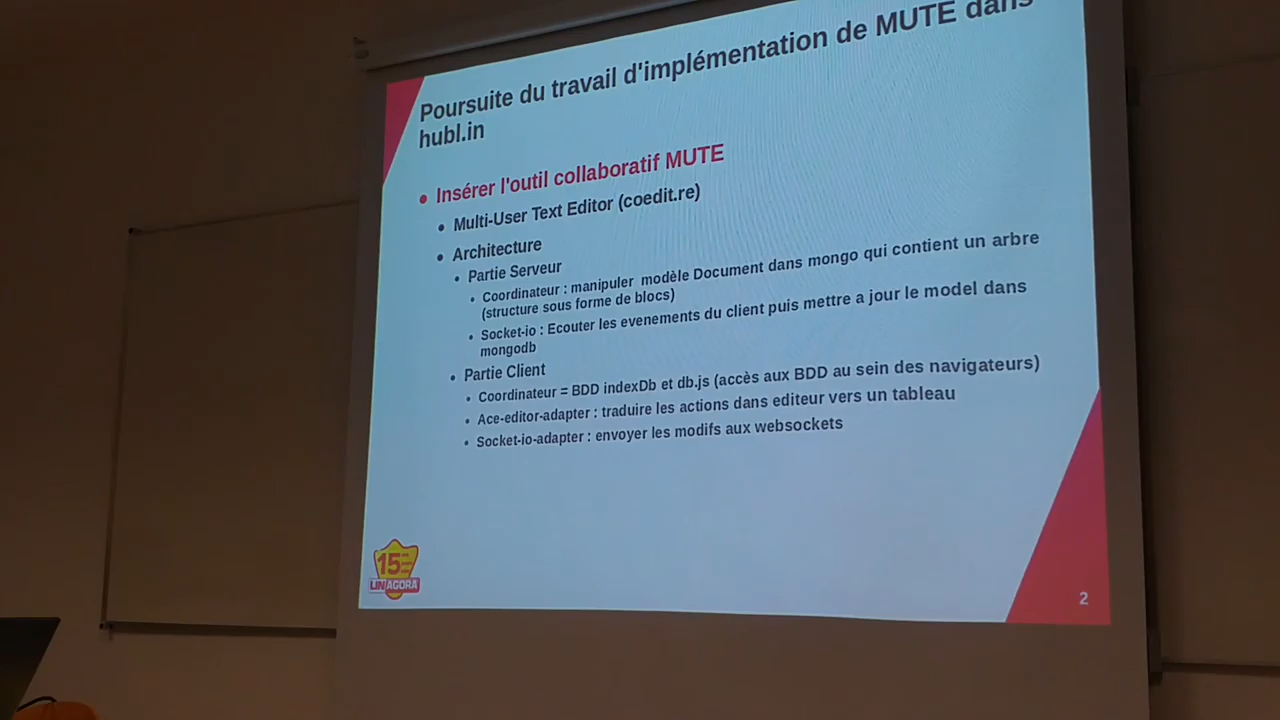 Poursuite du travail d'implémentation de MUTE dans
hubl.in
• Insérer l'outil collaboratif MUTE
• Multi-User Text Editor (coedit.re)
• Architecture
• Partie Serveur
• Coordinateur : manipuler modèle Document dans mongo qui contient un arbre
(structure sous forme de blocs)
• Socket-io : Ecouter les evenements du client puis mettre a jour le model dans
mongodb
• Partie Client
• Coordinateur = BDD indexDb et db.js (accès aux BDD au sein des navigateurs)
• Ace-editor-adapter : traduire les actions dans editeur vers un tableau
• Socket-io-adapter : envoyer les modifs aux websockets
15
LINAGORA
2